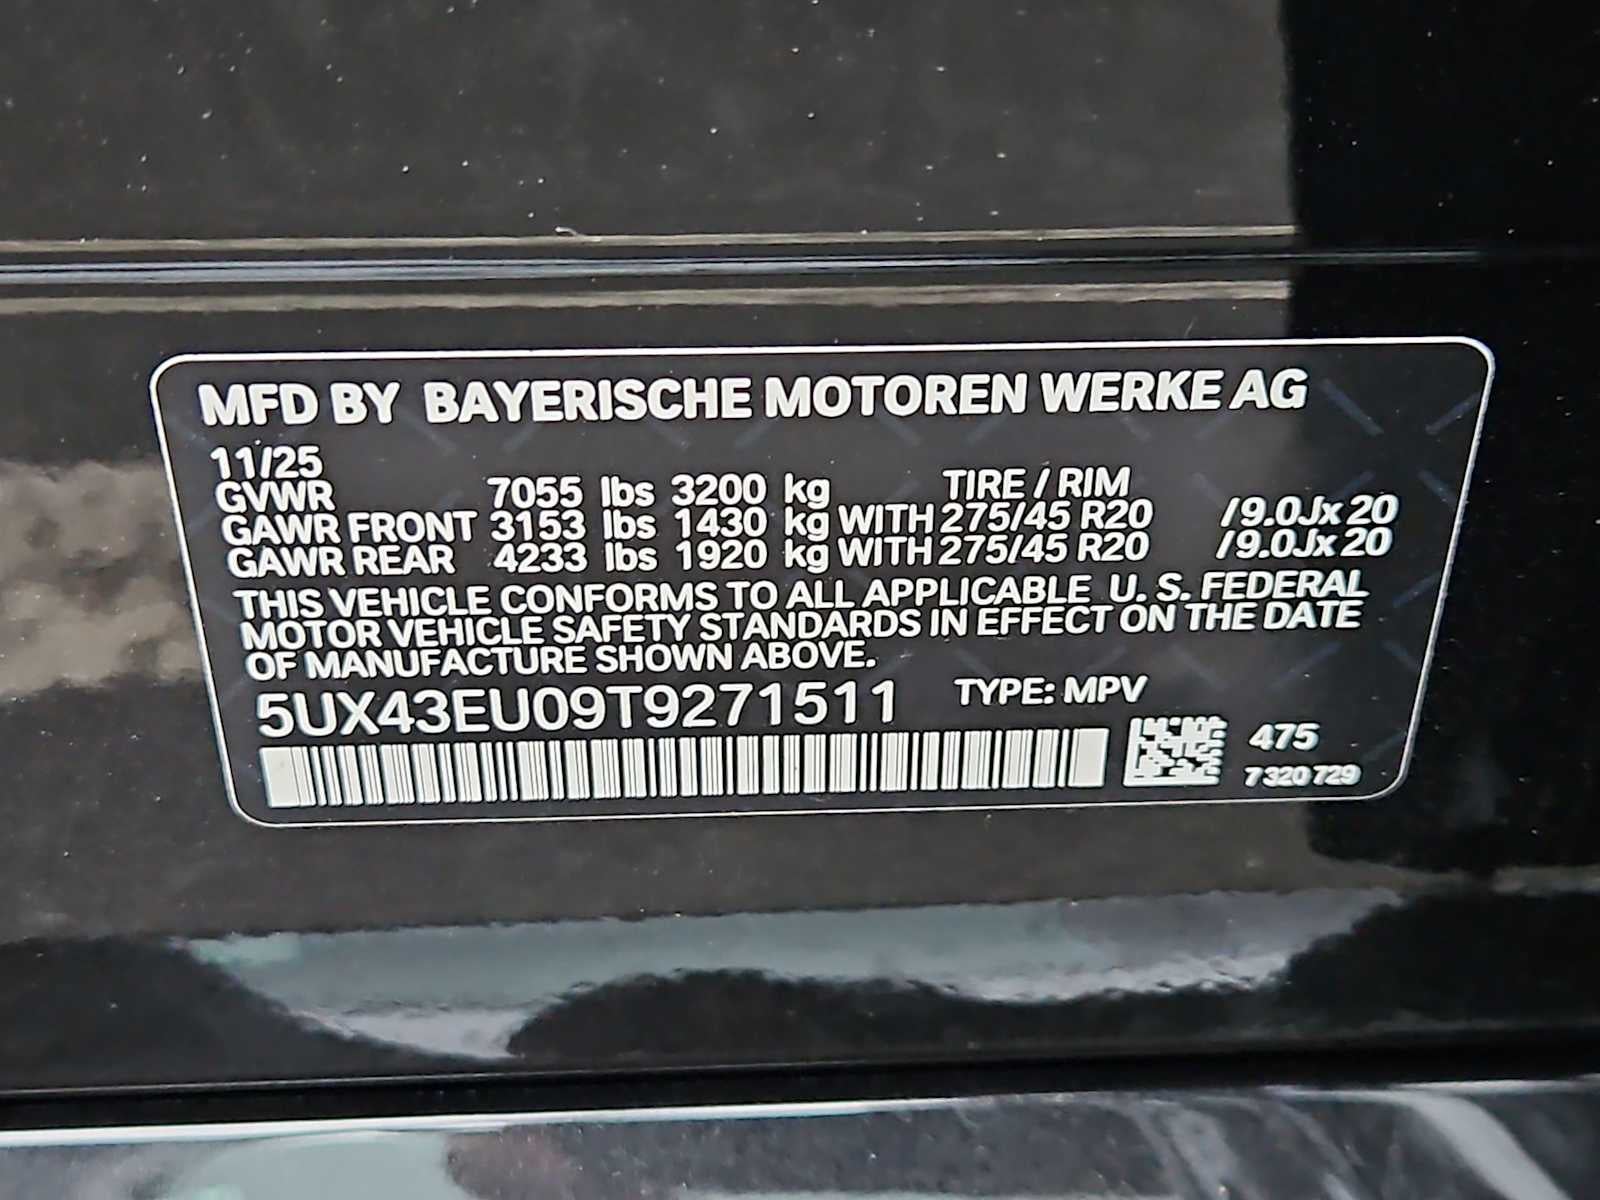 MFD BY BAYERISCHE MOTOREN WERKE AG
11/25
GVWR 7055 lbs 3200 kg TIRE / RIM
GAWR FRONT 3153 lbs 1430 kg WITH 275/45 R20 /9.0Jx20
GAWR REAR 4233 lbs 1920 kg WITH 275/45 R20 /9.0Jx20
THIS VEHICLE CONFORMS TO ALL APPLICABLE U. S. FEDERAL
MOTOR VEHICLE SAFETY STANDARDS IN EFFECT ON THE DATE
OF MANUFACTURE SHOWN ABOVE.
5UX43EU09T9271511 TYPE: MPV
475
7 320 729